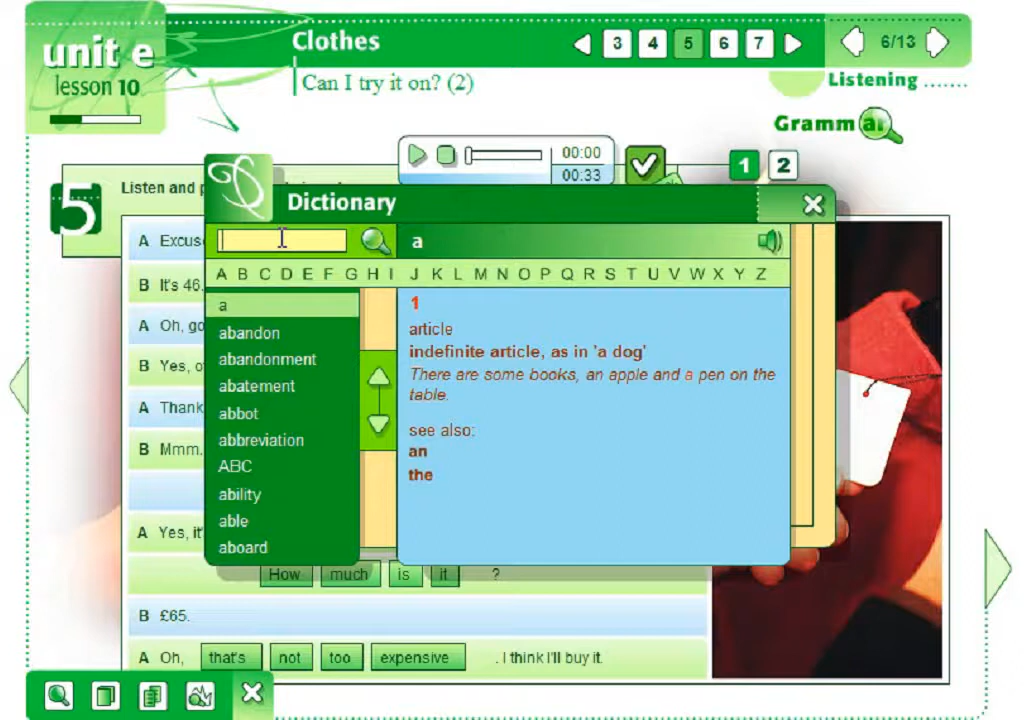 unit e
lesson 10
Clothes
Can I try it on? (2)
3 4 5 6 7
6/13
Listening .......
Grammar
00:00
00:33
1 2
5
Listen and p
Dictionary
a
A B C D E F G H I J K L M N O P Q R S T U V W X Y Z
a
abandon
abandonment
abatement
abbot
abbreviation
ABC
ability
able
aboard
1
article
indefinite article, as in 'a dog'
There are some books, an apple and a pen on the
table.
see also:
an
the
A Excuse
B It's 46.
A Oh, go
B Yes, o
A Thank
B Mmm.
A Yes, it'
How much is it ?
B £65.
A Oh, that's not too expensive . I think I'll buy it.